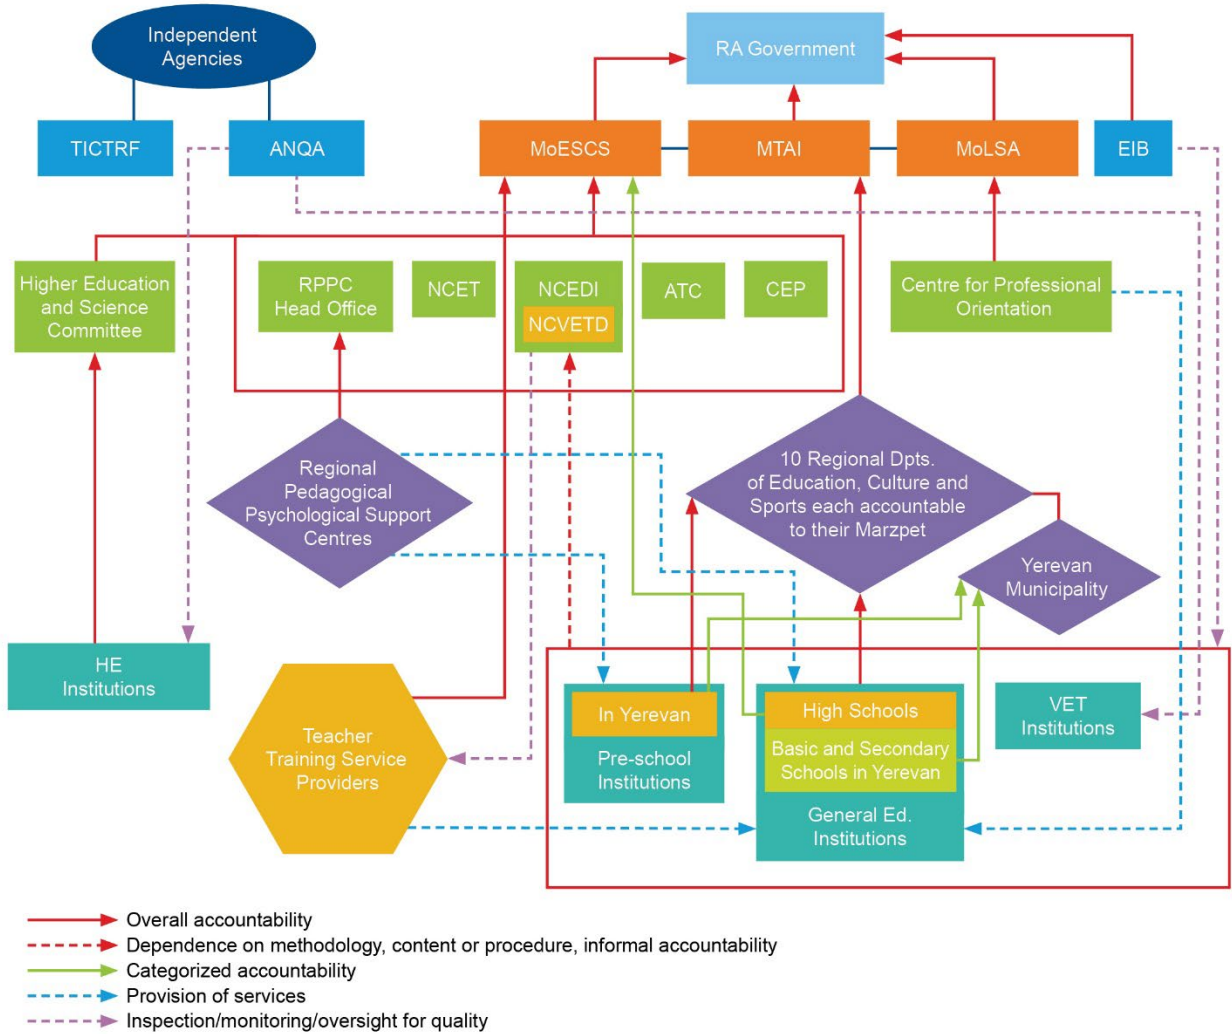 Independent
Agencies
RA Government
TICTRF
ANQA
MoESCS
MTAI
MoLSA
EIB
Higher Education
and Science
Committee
RPPC
Head Office
NCET
NCEDI
NCVETD
ATC
CEP
Centre for Professional
Orientation
Regional
Pedagogical
Psychological Support
Centres
10 Regional Dpts.
of Education, Culture and
Sports each accountable
to their Marzpet
Yerevan
Municipality
HE
Institutions
Teacher
Training Service
Providers
In Yerevan
Pre-school
Institutions
High Schools
Basic and Secondary
Schools in Yerevan
General Ed.
Institutions
VET
Institutions
Overall accountability
Dependence on methodology, content or procedure, informal accountability
Categorized accountability
Provision of services
Inspection/monitoring/oversight for quality